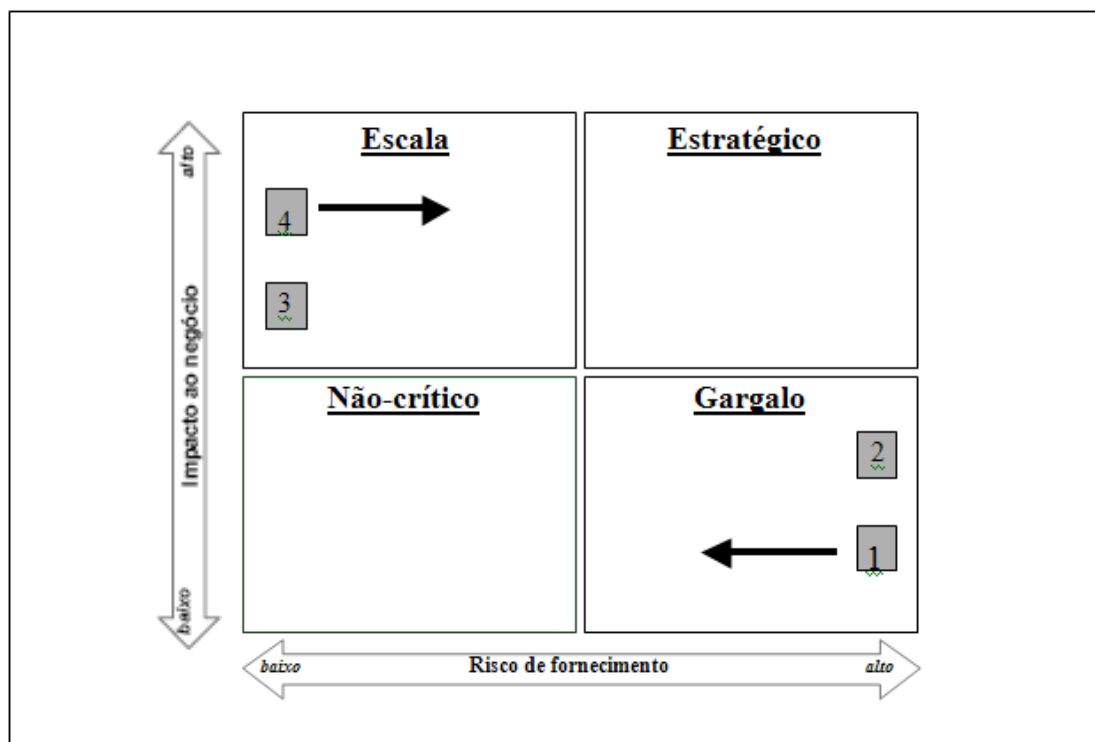 Escala
Estratégico
4
3
Não-crítico
Gargalo
2
1
alto
Impacto ao negócio
baixo
baixo
Risco de fornecimento
alto